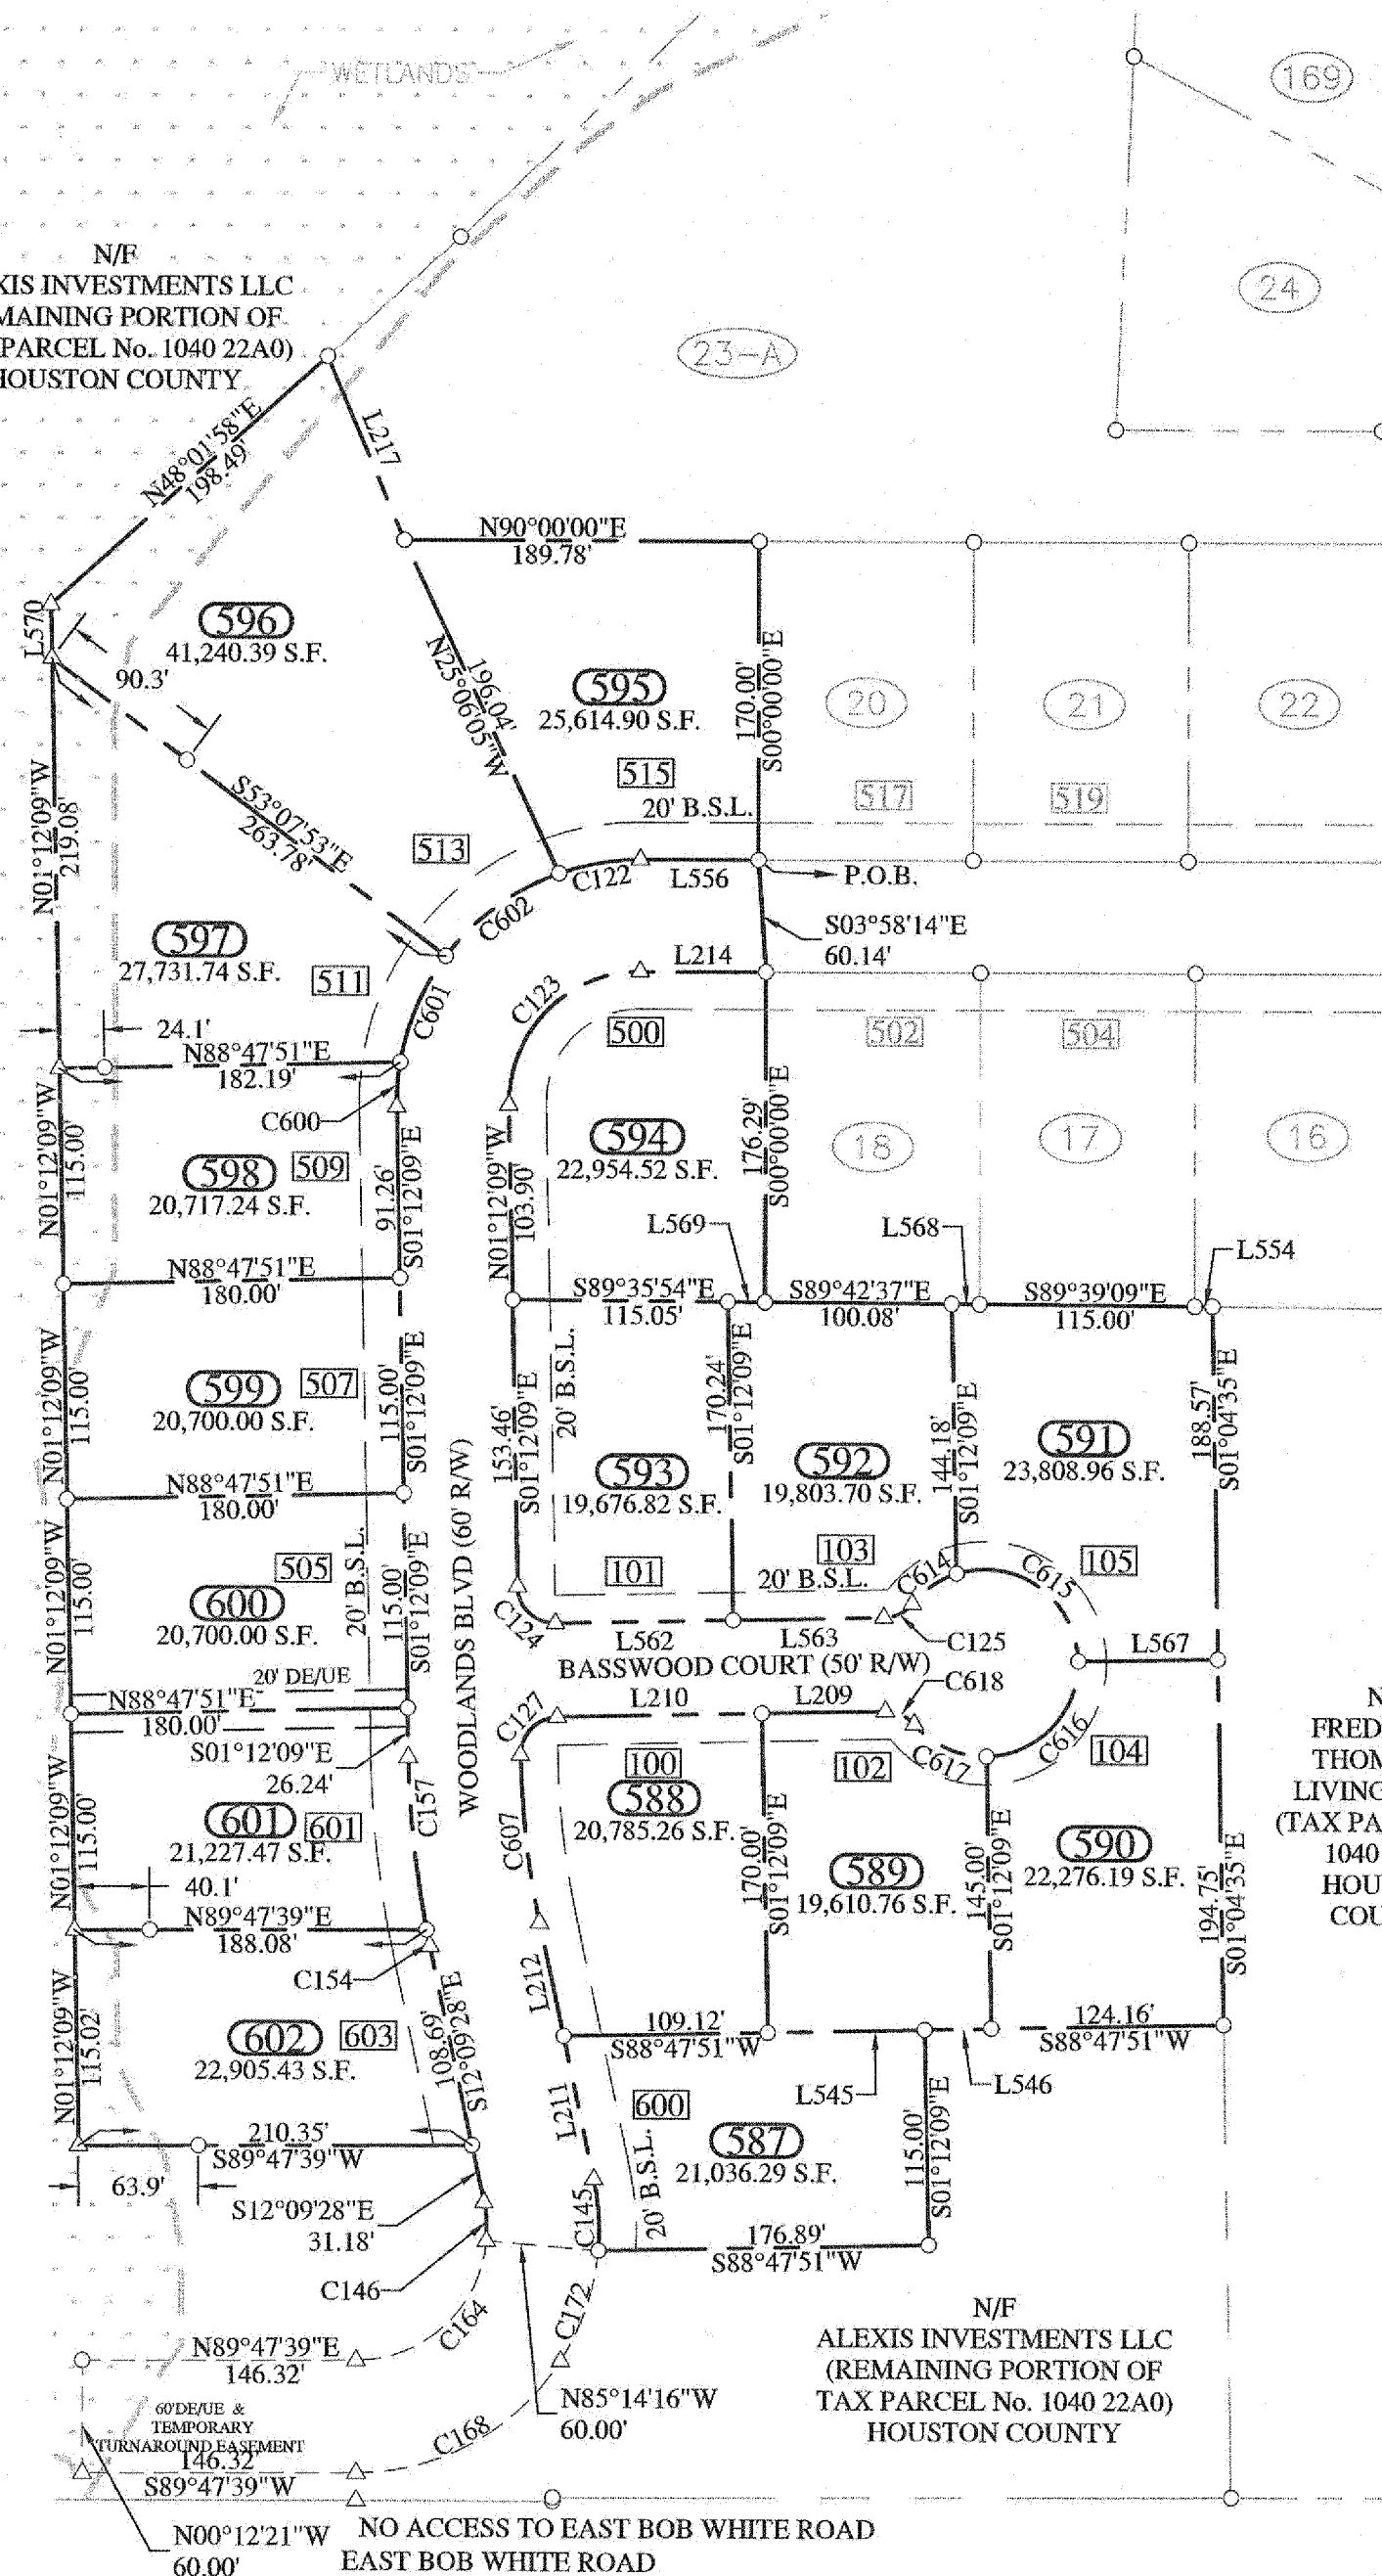 WETLANDS
169
N/F
XIS INVESTMENTS LLC
MAINING PORTION OF
PARCEL No. 1040 22A0)
HOUSTON COUNTY
24
23-A
N48°01'58"E
198.49'
L217
N90°00'00"E
189.78'
L570
596
41,240.39 S.F.
90.3'
N25°06'05"W
196.04'
595
25,614.90 S.F.
170.00'
S00°00'00"E
20
21
22
515
20' B.S.L.
517
519
N01°12'09"W
219.08'
S53°07'53"E
263.78'
513
C602
C122
L556
P.O.B.
S03°58'14"E
60.14'
597
27,731.74 S.F.
511
C601
L214
C123
24.1'
N88°47'51"E
182.19'
C600
500
502
504
N01°12'09"W
115.00'
598
509
20,717.24 S.F.
91.26'
S01°12'09"E
N01°12'09"W
103.90'
594
22,954.52 S.F.
176.29'
S00°00'00"E
18
17
16
L569
L568
L554
N88°47'51"E
180.00'
S89°35'54"E
115.05'
S89°42'37"E
100.08'
S89°39'09"E
115.00'
N01°12'09"W
115.00'
599
507
20,700.00 S.F.
115.00'
S01°12'09"E
153.46'
S01°12'09"E
20' B.S.L.
170.24'
S01°12'09"E
593
19,676.82 S.F.
592
19,803.70 S.F.
144.18'
S01°12'09"E
591
23,808.96 S.F.
188.57'
S01°04'35"E
N88°47'51"E
180.00'
N01°12'09"W
115.00'
505
600
20,700.00 S.F.
20' B.S.L.
115.00'
S01°12'09"E
WOODLANDS BLVD (60' R/W)
101
103
20' B.S.L.
C614
C615
105
C124
L562
L563
C125
L567
BASSWOOD COURT (50' R/W)
20' DE/UE
N88°47'51"E
180.00'
L210
L209
C618
S01°12'09"E
26.24'
C127
100
102
C617
C616
104
N01°12'09"W
115.00'
601
601
21,227.47 S.F.
C157
C607
588
20,785.26 S.F.
170.00'
S01°12'09"E
589
19,610.76 S.F.
145.00'
S01°12'09"E
590
22,276.19 S.F.
194.75'
S01°04'35"E
N
FRED
THOM
LIVING
(TAX PA
1040
HOU
COU
40.1'
N89°47'39"E
188.08'
C154
N01°12'09"W
115.02'
602
603
22,905.43 S.F.
108.69'
S12°09'28"E
L212
109.12'
S88°47'51"W
124.16'
S88°47'51"W
L545
L546
L211
600
20' B.S.L.
587
21,036.29 S.F.
115.00'
S01°12'09"E
210.35'
S89°47'39"W
63.9'
S12°09'28"E
31.18'
C145
176.89'
S88°47'51"W
C146
C164
C172
N89°47'39"E
146.32'
N85°14'16"W
60.00'
N/F
ALEXIS INVESTMENTS LLC
(REMAINING PORTION OF
TAX PARCEL No. 1040 22A0)
HOUSTON COUNTY
60'DE/UE &
TEMPORARY
TURNAROUND EASEMENT
146.32'
S89°47'39"W
C168
N00°12'21"W
60.00'
NO ACCESS TO EAST BOB WHITE ROAD
EAST BOB WHITE ROAD